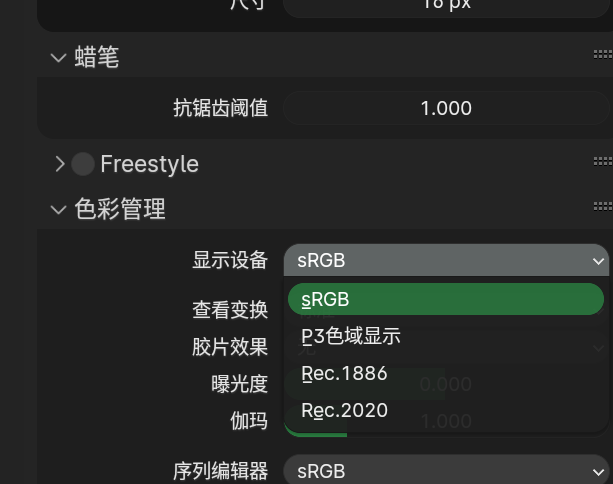 尺寸 18 px
蜡笔
抗锯齿阈值 1.000
Freestyle
色彩管理
显示设备 sRGB
sRGB
查看变换
P3色域显示
胶片效果
Rec.1886
曝光度 0.000
Rec.2020
伽玛 1.000
序列编辑器 sRGB